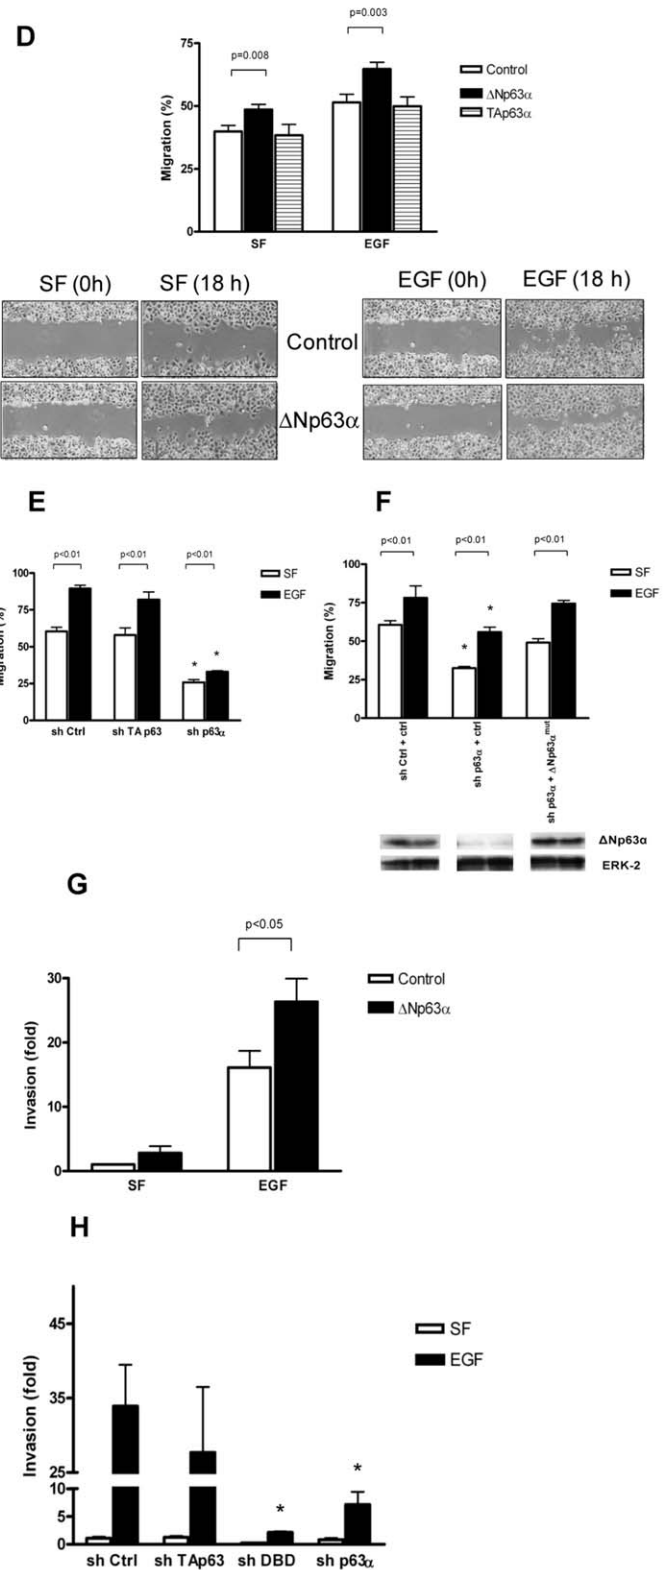 D
p=0.003
p=0.008
75
50
25
0
Migration (%)
SF
EGF
Control
ΔNp63α
TAp63α
SF (0h)
SF (18 h)
EGF (0h)
EGF (18 h)
Control
ΔNp63α
E
p<0.01
p<0.01
p<0.01
100
75
50
25
0
Migration (%)
sh Ctrl
sh TAp63
sh p63α
*
*
SF
EGF
F
p<0.01
p<0.01
p<0.01
100
75
50
25
0
Migration (%)
*
*
SF
EGF
sh Ctrl + ctrl
sh p63α + ctrl
sh p63α + ΔNp63α^mut
ΔNp63α
ERK-2
G
p<0.05
30
20
10
0
Invasion (fold)
SF
EGF
Control
ΔNp63α
H
45
35
25
10
5
0
Invasion (fold)
*
*
SF
EGF
sh Ctrl
sh TAp63
sh DBD
sh p63α